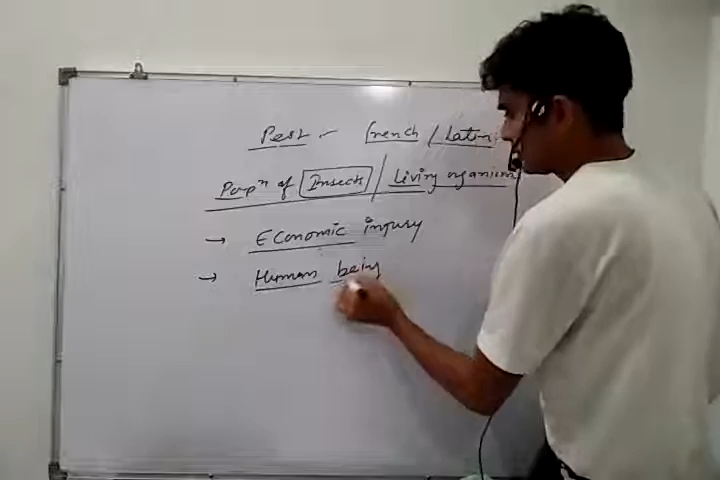 Pest - French / Latin
Popⁿ of Insects / Living organism
→ Economic injury
→ Human being